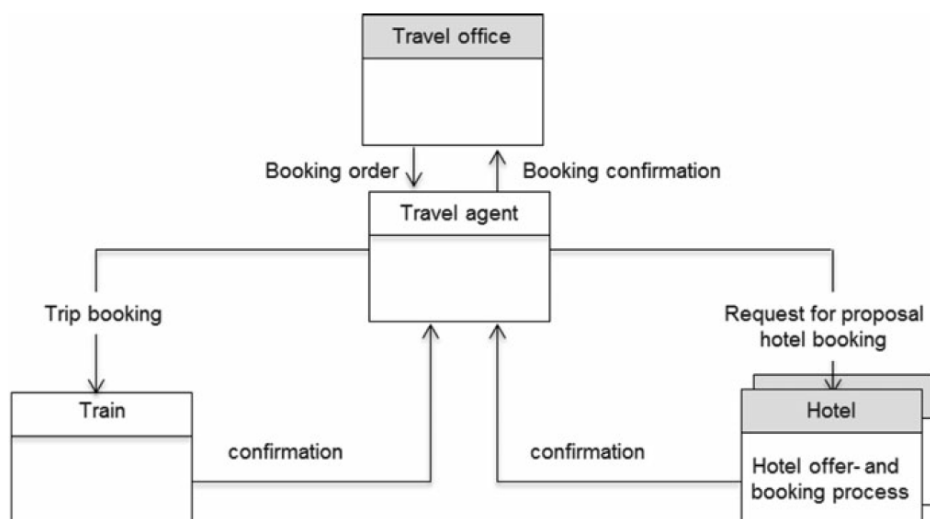 Travel office
Booking order
Booking confirmation
Travel agent
Trip booking
Request for proposal
hotel booking
Train
Hotel
confirmation
confirmation
Hotel offer- and
booking process